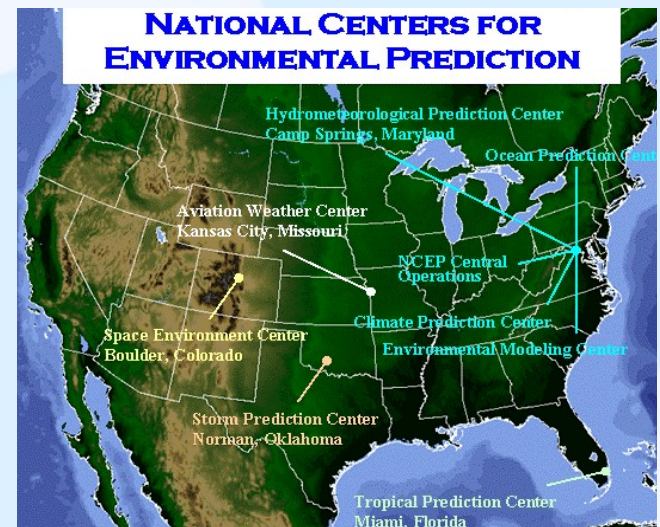 NATIONAL CENTERS FOR
ENVIRONMENTAL PREDICTION
Hydrometeorological Prediction Center
Camp Springs, Maryland
Ocean Prediction Cent
Aviation Weather Center
Kansas City, Missouri
NCEP Central
Operations
Climate Prediction Center
Space Environment Center
Boulder, Colorado
Environmental Modeling Center
Storm Prediction Center
Norman, Oklahoma
Tropical Prediction Center
Miami, Florida